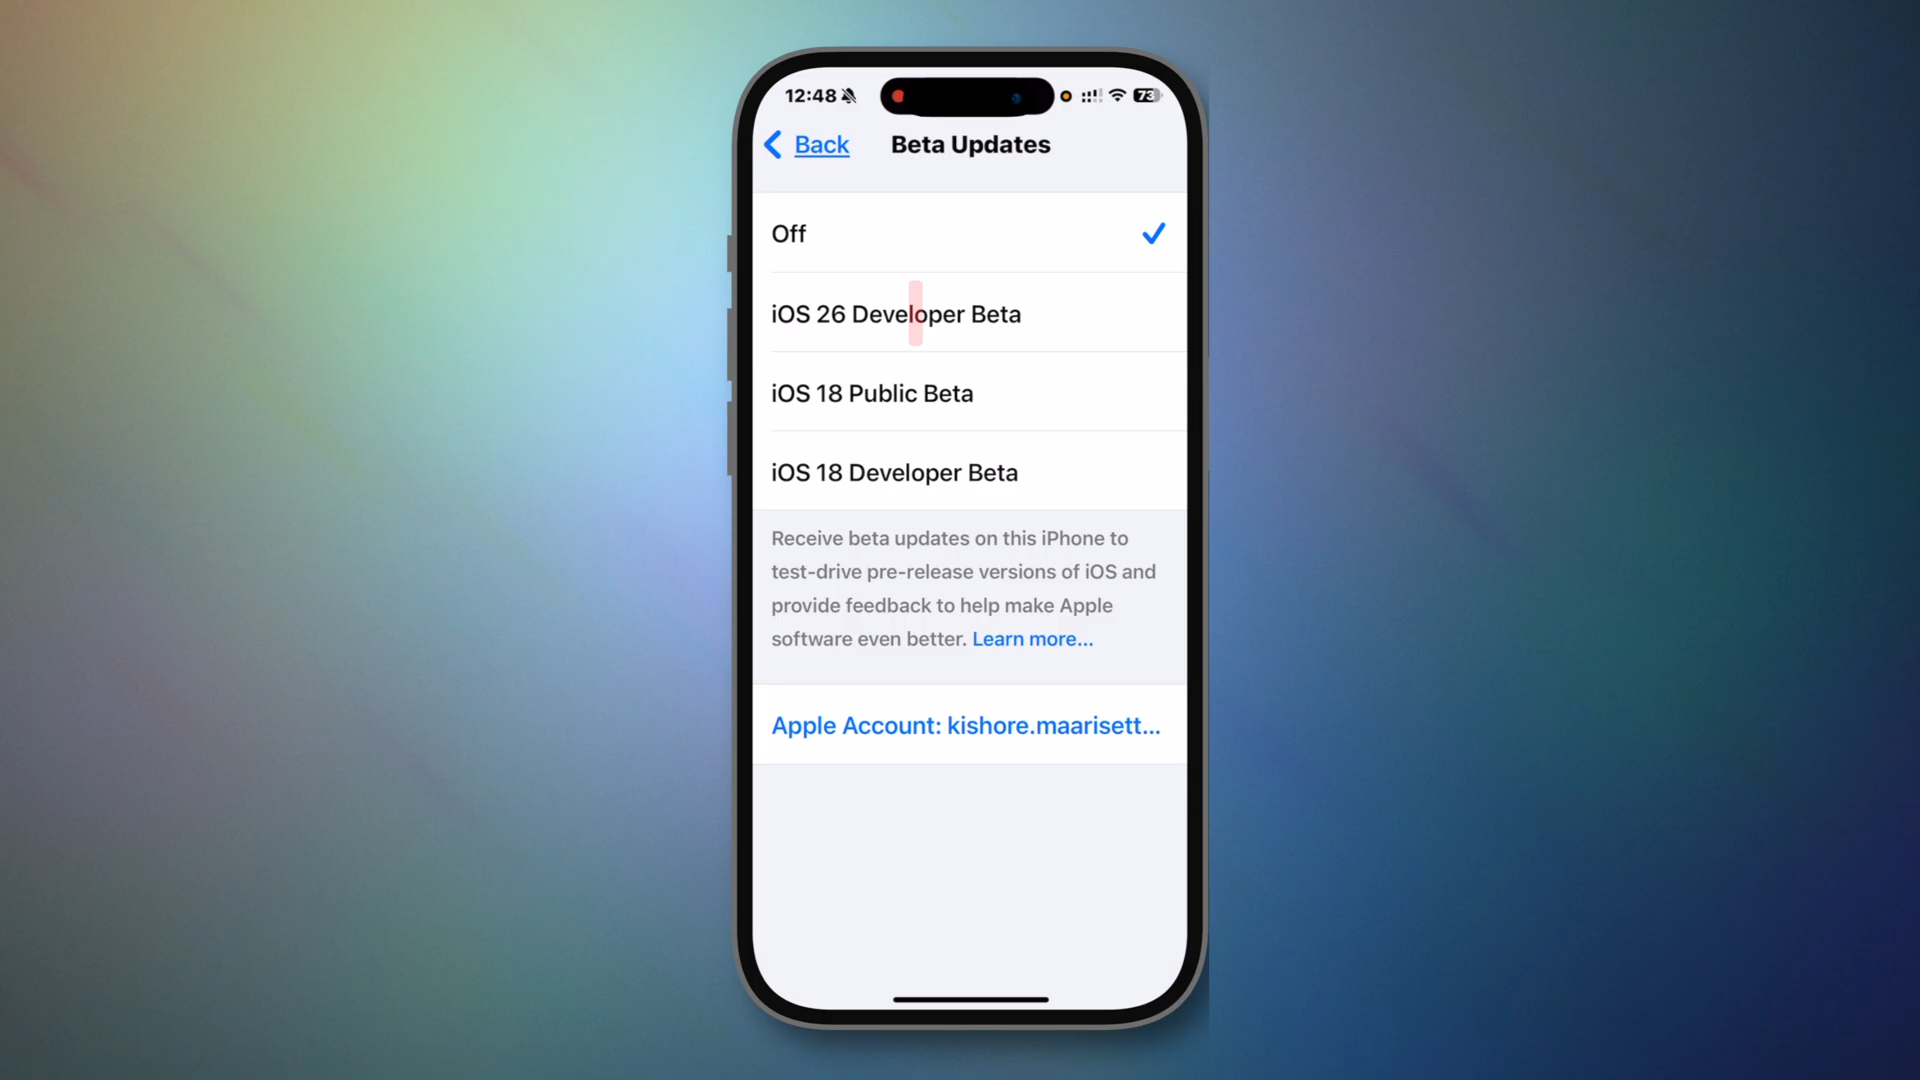 12:48
73
Back
Beta Updates
Off
iOS 26 Developer Beta
iOS 18 Public Beta
iOS 18 Developer Beta
Receive beta updates on this iPhone to
test-drive pre-release versions of iOS and
provide feedback to help make Apple
software even better. Learn more...
Apple Account: kishore.maarisett...